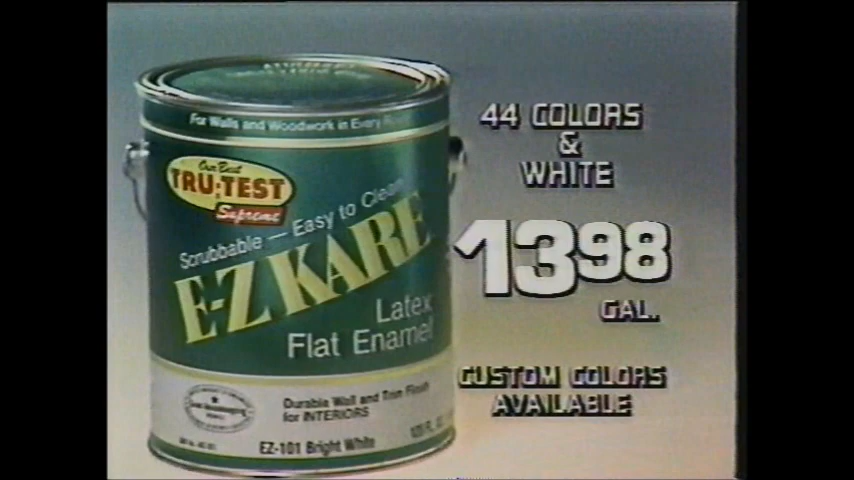 For Walls and Woodwork in Every
Our Best
TRU-TEST
Supreme
Scrubbable — Easy to Clean
E-Z KARE
Latex
Flat Enamel
Durable Wall and Trim Finish
for INTERIORS
EZ-101 Bright White
44 COLORS
&
WHITE
1398
GAL.
CUSTOM COLORS
AVAILABLE